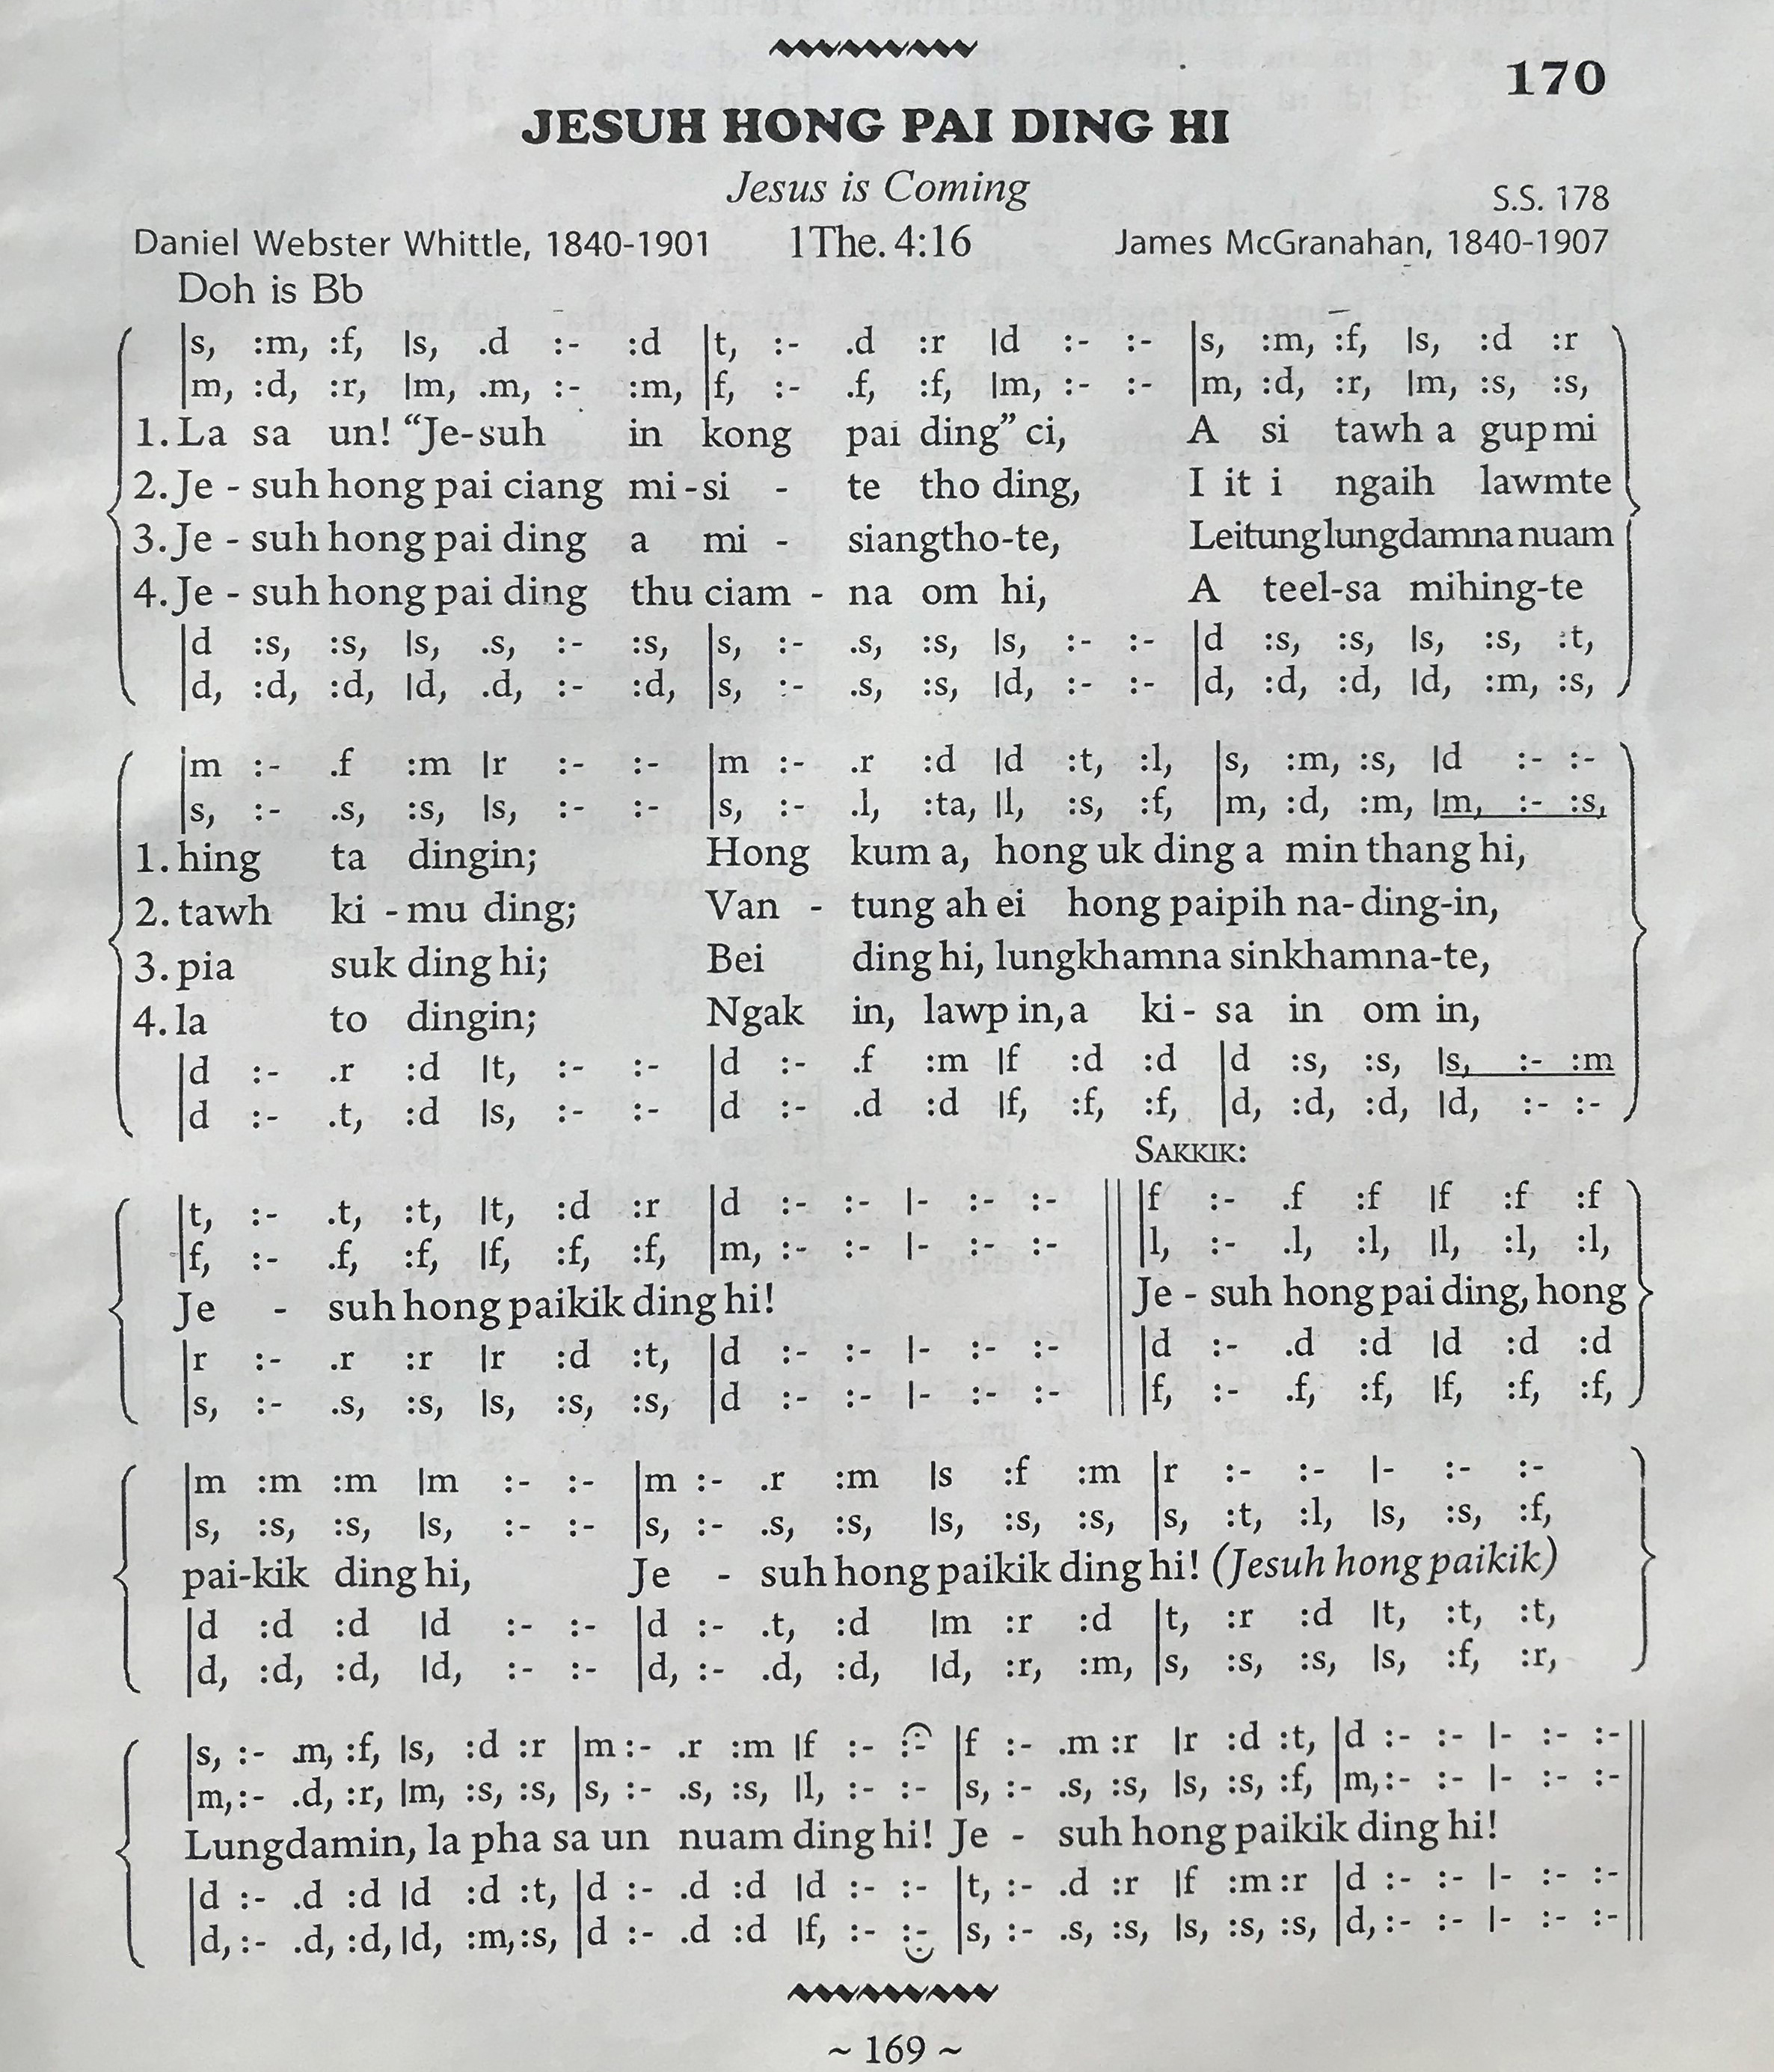 170
JESUH HONG PAI DING HI
Jesus is Coming
S.S. 178
Daniel Webster Whittle, 1840-1901 1The. 4:16 James McGranahan, 1840-1907
Doh is Bb
|s, :m, :f, |s, .d :- :d |t, :- .d :r |d :- :- |s, :m, :f, |s, :d :r
|m, :d, :r, |m, .m, :- :m, |f, :- .f, :f, |m, :- :- |m, :d, :r, |m, :s, :s,
1. La sa un! “Je-suh in kong pai ding” ci, A si tawh a gup mi
2. Je - suh hong pai ciang mi - si - te tho ding, I it i ngaih lawmte
3. Je - suh hong pai ding a mi - siangtho-te, Leitung lungdamna nuam
4. Je - suh hong pai ding thu ciam - na om hi, A teel-sa mihing-te
|d :s, :s, |s, .s, :- :s, |s, :- .s, :s, |s, :- :- |d :s, :s, |s, :s, :t,
|d, :d, :d, |d, .d, :- :d, |s, :- .s, :s, |d, :- :- |d, :d, :d, |d, :m, :s,
|m :- .f :m |r :- :- |m :- .r :d |d :t, :l, |s, :m, :s, |d :- :-
|s, :- .s, :s, |s, :- :- |s, :- .l, :ta, |l, :s, :f, |m, :d, :m, |m, :- :s,
1. hing ta dingin; Hong kum a, hong uk ding a min thang hi,
2. tawh ki - mu ding; Van - tung ah ei hong paipih na-ding-in,
3. pia suk ding hi; Bei ding hi, lungkhamna sinkhamna-te,
4. la to dingin; Ngak in, lawp in, a ki - sa in om in,
|d :- .r :d |t, :- :- |d :- .f :m |f :d :d |d :s, :s, |s, :- :m
|d :- .t, :d |s, :- :- |d :- .d :d |f, :f, :f, |d, :d, :d, |d, :- :-
SAKKIK:
|t, :- .t, :t, |t, :d :r |d :- :- |- :- :- || |f :- .f :f |f :f :f
|f, :- .f, :f, |f, :f, :f, |m, :- :- |- :- :- || |l, :- .l, :l, |l, :l, :l,
Je - suh hong paikik ding hi! Je - suh hong pai ding, hong
|r :- .r :r |r :d :t, |d :- :- |- :- :- || |d :- .d :d |d :d :d
|s, :- .s, :s, |s, :s, :s, |d :- :- |- :- :- || |f, :- .f, :f, |f, :f, :f,
|m :m :m |m :- :- |m :- .r :m |s :f :m |r :- :- |- :- :-
|s, :s, :s, |s, :- :- |s, :- .s, :s, |s, :s, :s, |s, :t, :l, |s, :s, :f,
pai-kik ding hi, Je - suh hong paikik ding hi! (Jesuh hong paikik)
|d :d :d |d :- :- |d :- .t, :d |m :r :d |t, :r :d |t, :t, :t,
|d, :d, :d, |d, :- :- |d, :- .d, :d, |d, :r, :m, |s, :s, :s, |s, :f, :r,
|s, :- .m, :f, |s, :d :r |m :- .r :m |f :- :- |f :- .m :r |r :d :t, |d :- :- |- :- :- ||
|m, :- .d, :r, |m, :s, :s, |s, :- .s, :s, |l, :- :- |s, :- .s, :s, |s, :s, :f, |m, :- :- |- :- :- ||
Lungdamin, la pha sa un nuam ding hi! Je - suh hong paikik ding hi!
|d :- .d :d |d :d :t, |d :- .d :d |d :- :- |t, :- .d :r |f :m :r |d :- :- |- :- :- ||
|d, :- .d, :d, |d, :m, :s, |d :- .d :d |f, :- :- |s, :- .s, :s, |s, :s, :s, |d, :- :- |- :- :- ||
~ 169 ~